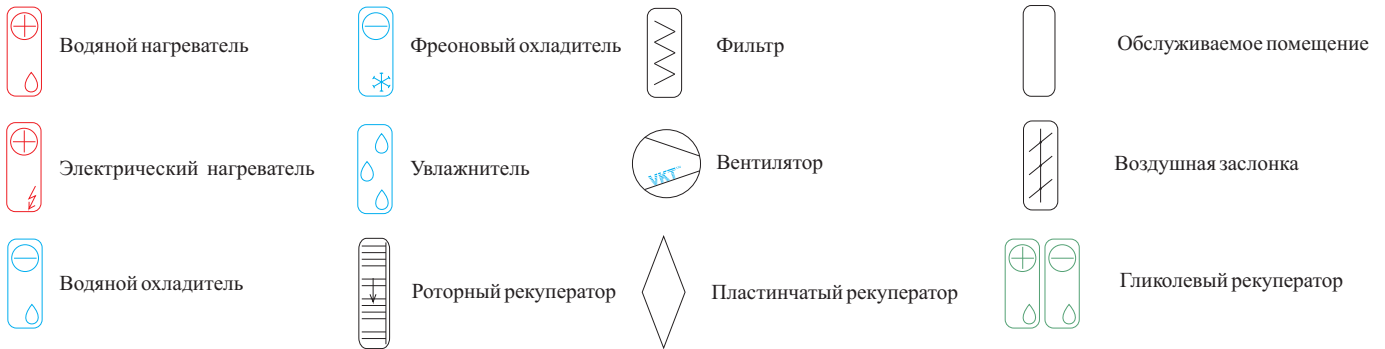 Водяной нагреватель
Фреоновый охладитель
Фильтр
Обслуживаемое помещение
Электрический нагреватель
Увлажнитель
VKT™
Вентилятор
Воздушная заслонка
Водяной охладитель
Роторный рекуператор
Пластинчатый рекуператор
Гликолевый рекуператор